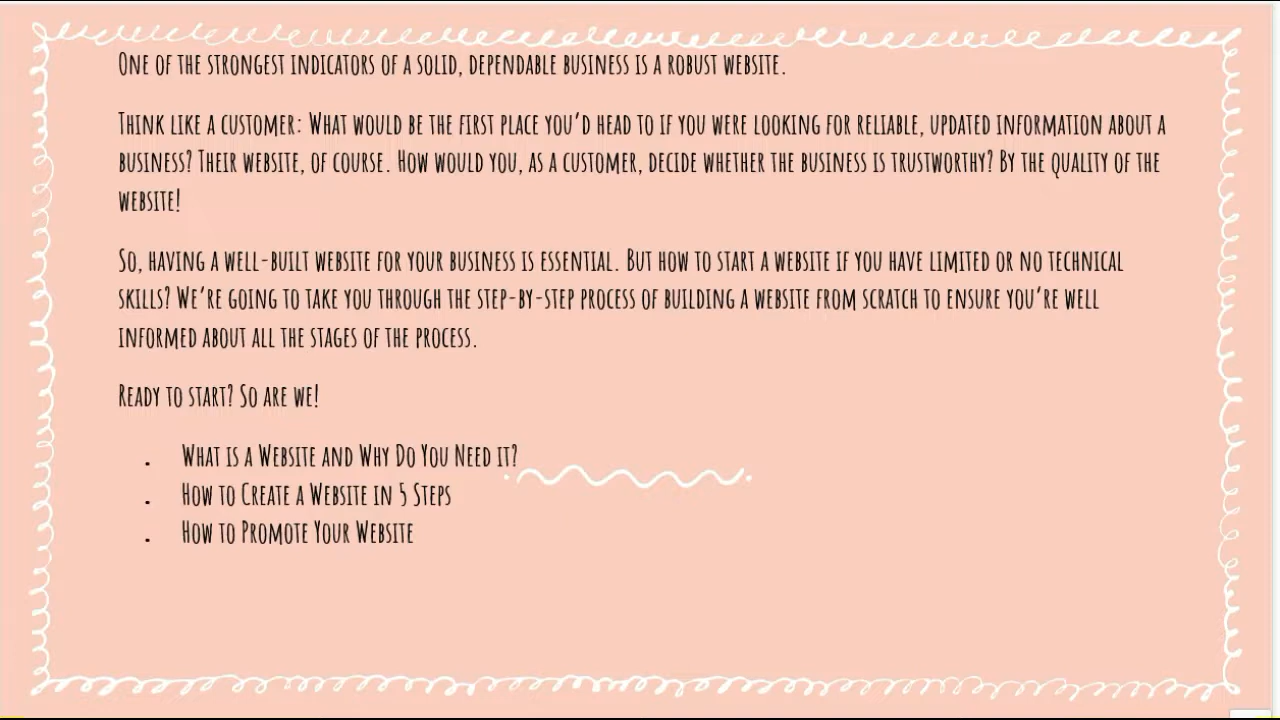 One of the strongest indicators of a solid, dependable business is a robust website.
Think like a customer: What would be the first place you’d head to if you were looking for reliable, updated information about a
business? Their website, of course. How would you, as a customer, decide whether the business is trustworthy? By the quality of the
website!
So, having a well-built website for your business is essential. But how to start a website if you have limited or no technical
skills? We’re going to take you through the step-by-step process of building a website from scratch to ensure you’re well
informed about all the stages of the process.
Ready to start? So are we!
. What is a Website and Why Do You Need it?
. How to Create a Website in 5 Steps
. How to Promote Your Website